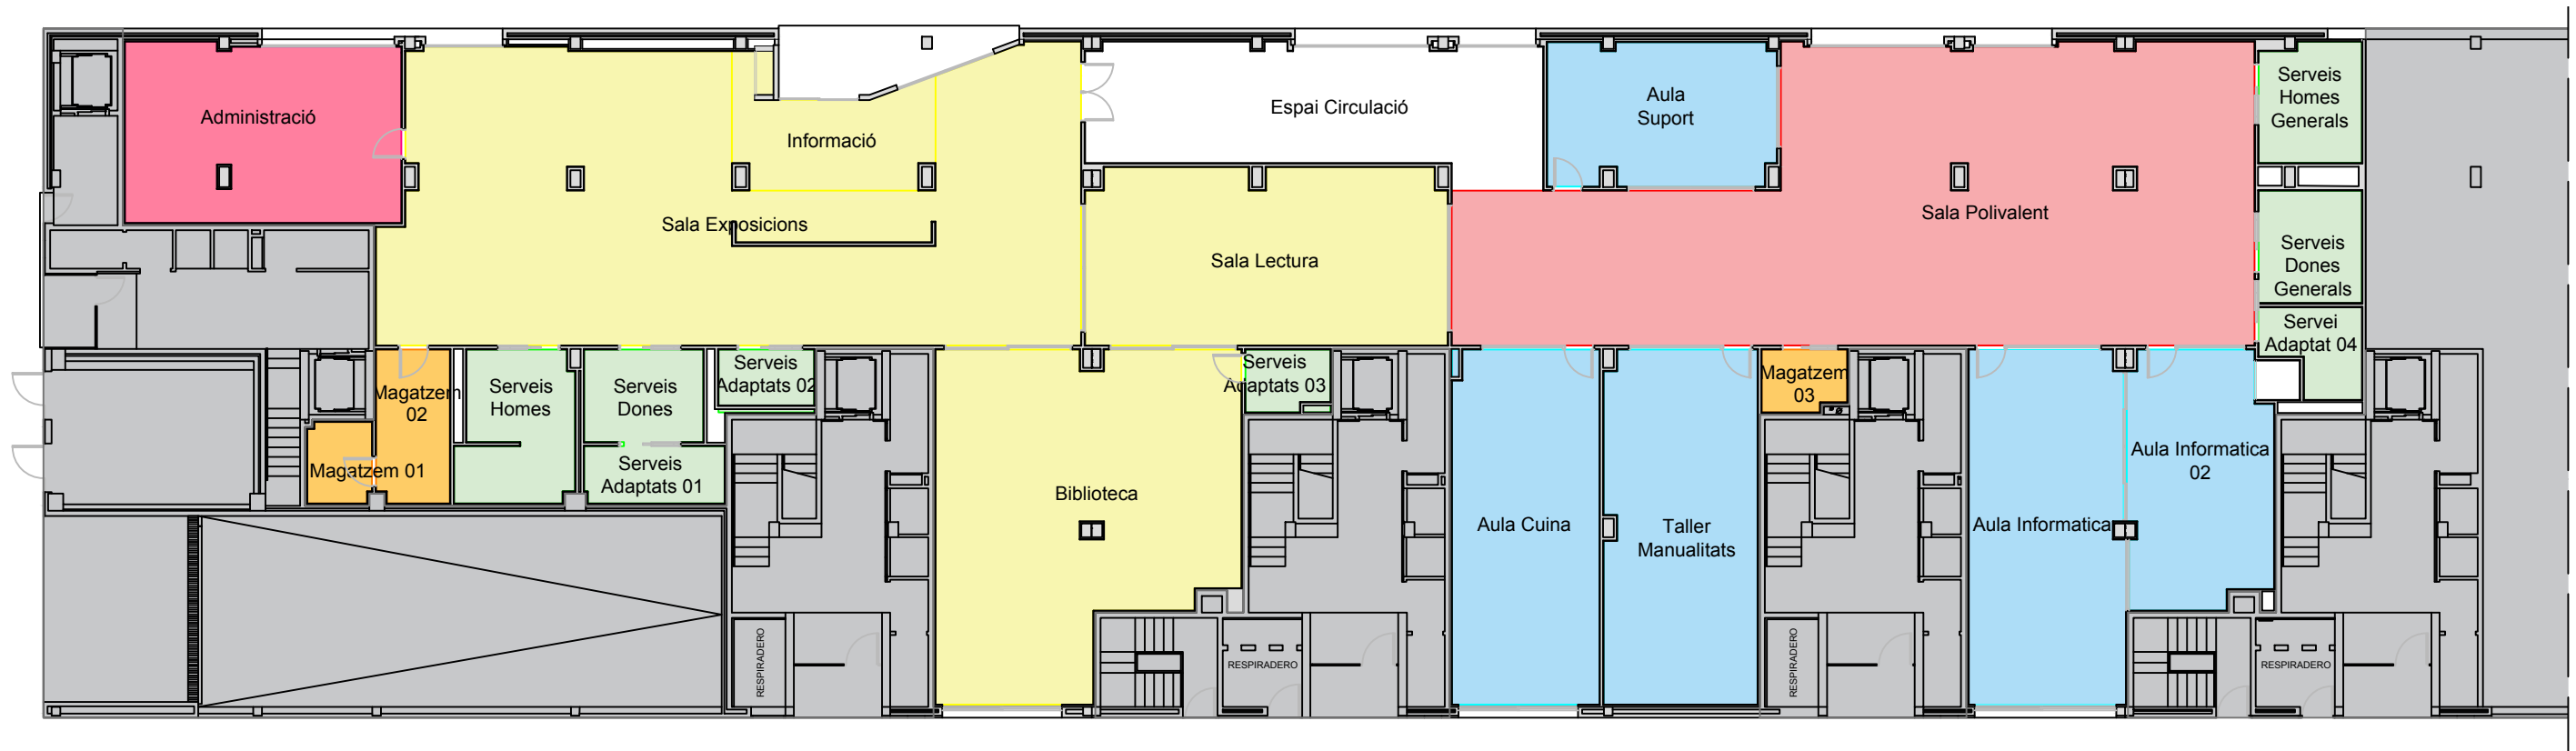 Administració
Informació
Sala Exposicions
Espai Circulació
Sala Lectura
Aula
Suport
Sala Polivalent
Serveis
Homes
Generals
Serveis
Dones
Generals
Servei
Adaptat 04
Magatzem
02
Magatzem 01
Serveis
Homes
Serveis
Dones
Serveis
Adaptats 02
Serveis
Adaptats 01
Serveis
Adaptats 03
Biblioteca
Aula Cuina
Taller
Manualitats
Magatzem
03
Aula Informatica
Aula Informatica
02
RESPIRADERO
RESPIRADERO
RESPIRADERO
RESPIRADERO